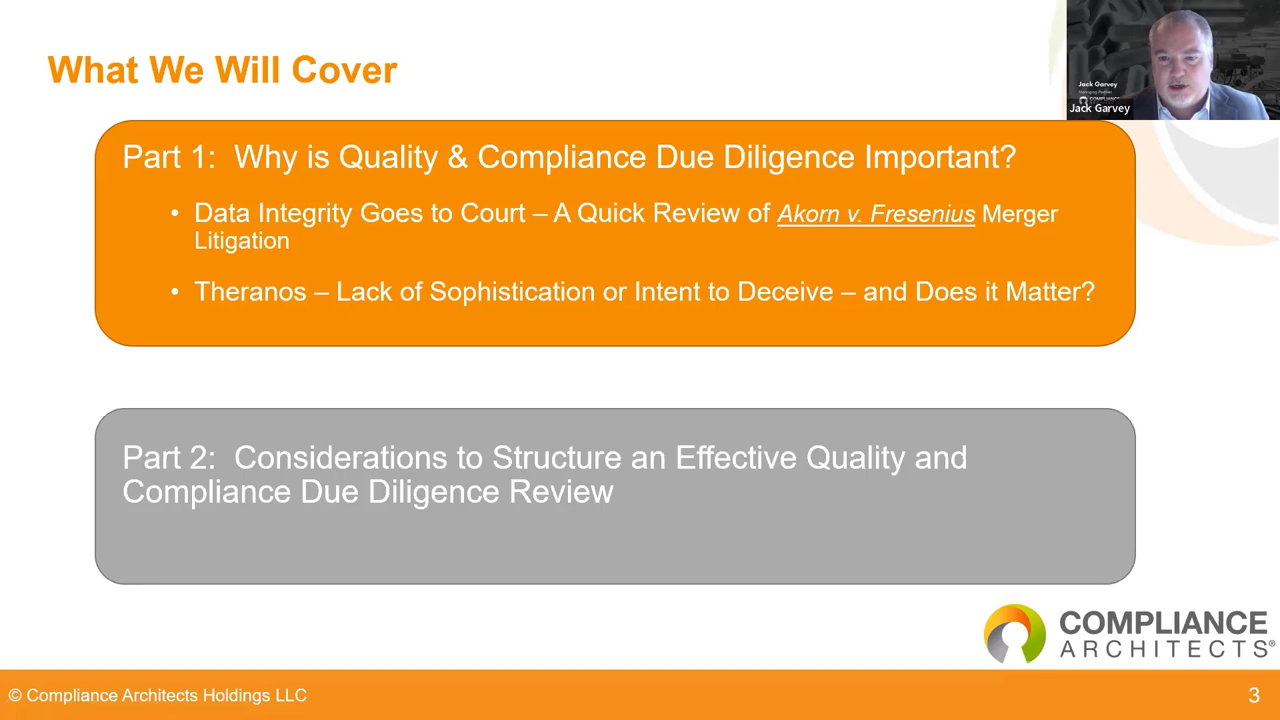 What We Will Cover
Jack Garvey
Managing Partner
COMPLIANCE
Jack Garvey
Part 1: Why is Quality & Compliance Due Diligence Important?
• Data Integrity Goes to Court – A Quick Review of Akorn v. Fresenius Merger
Litigation
• Theranos – Lack of Sophistication or Intent to Deceive – and Does it Matter?
Part 2: Considerations to Structure an Effective Quality and
Compliance Due Diligence Review
COMPLIANCE
ARCHITECTS®
© Compliance Architects Holdings LLC
3